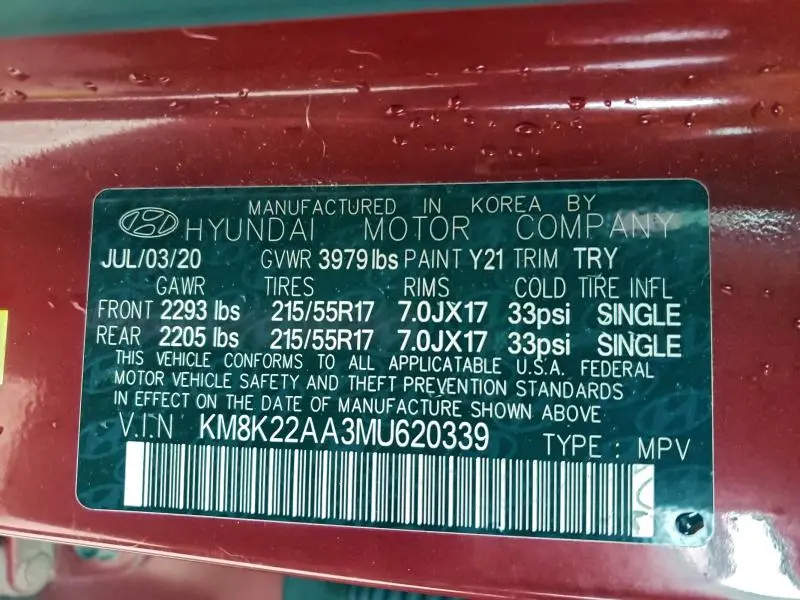 MANUFACTURED IN KOREA BY
HYUNDAI MOTOR COMPANY
JUL/03/20 GVWR 3979 lbs PAINT Y21 TRIM TRY
GAWR TIRES RIMS COLD TIRE INFL
FRONT 2293 lbs 215/55R17 7.0JX17 33psi SINGLE
REAR 2205 lbs 215/55R17 7.0JX17 33psi SINGLE
THIS VEHICLE CONFORMS TO ALL APPLICATABLE U.S.A. FEDERAL
MOTOR VEHICLE SAFETY AND THEFT PREVENTION STANDARDS
IN EFFECT ON THE DATE OF MANUFACTURE SHOWN ABOVE.
V.I.N KM8K22AA3MU620339 TYPE : MPV